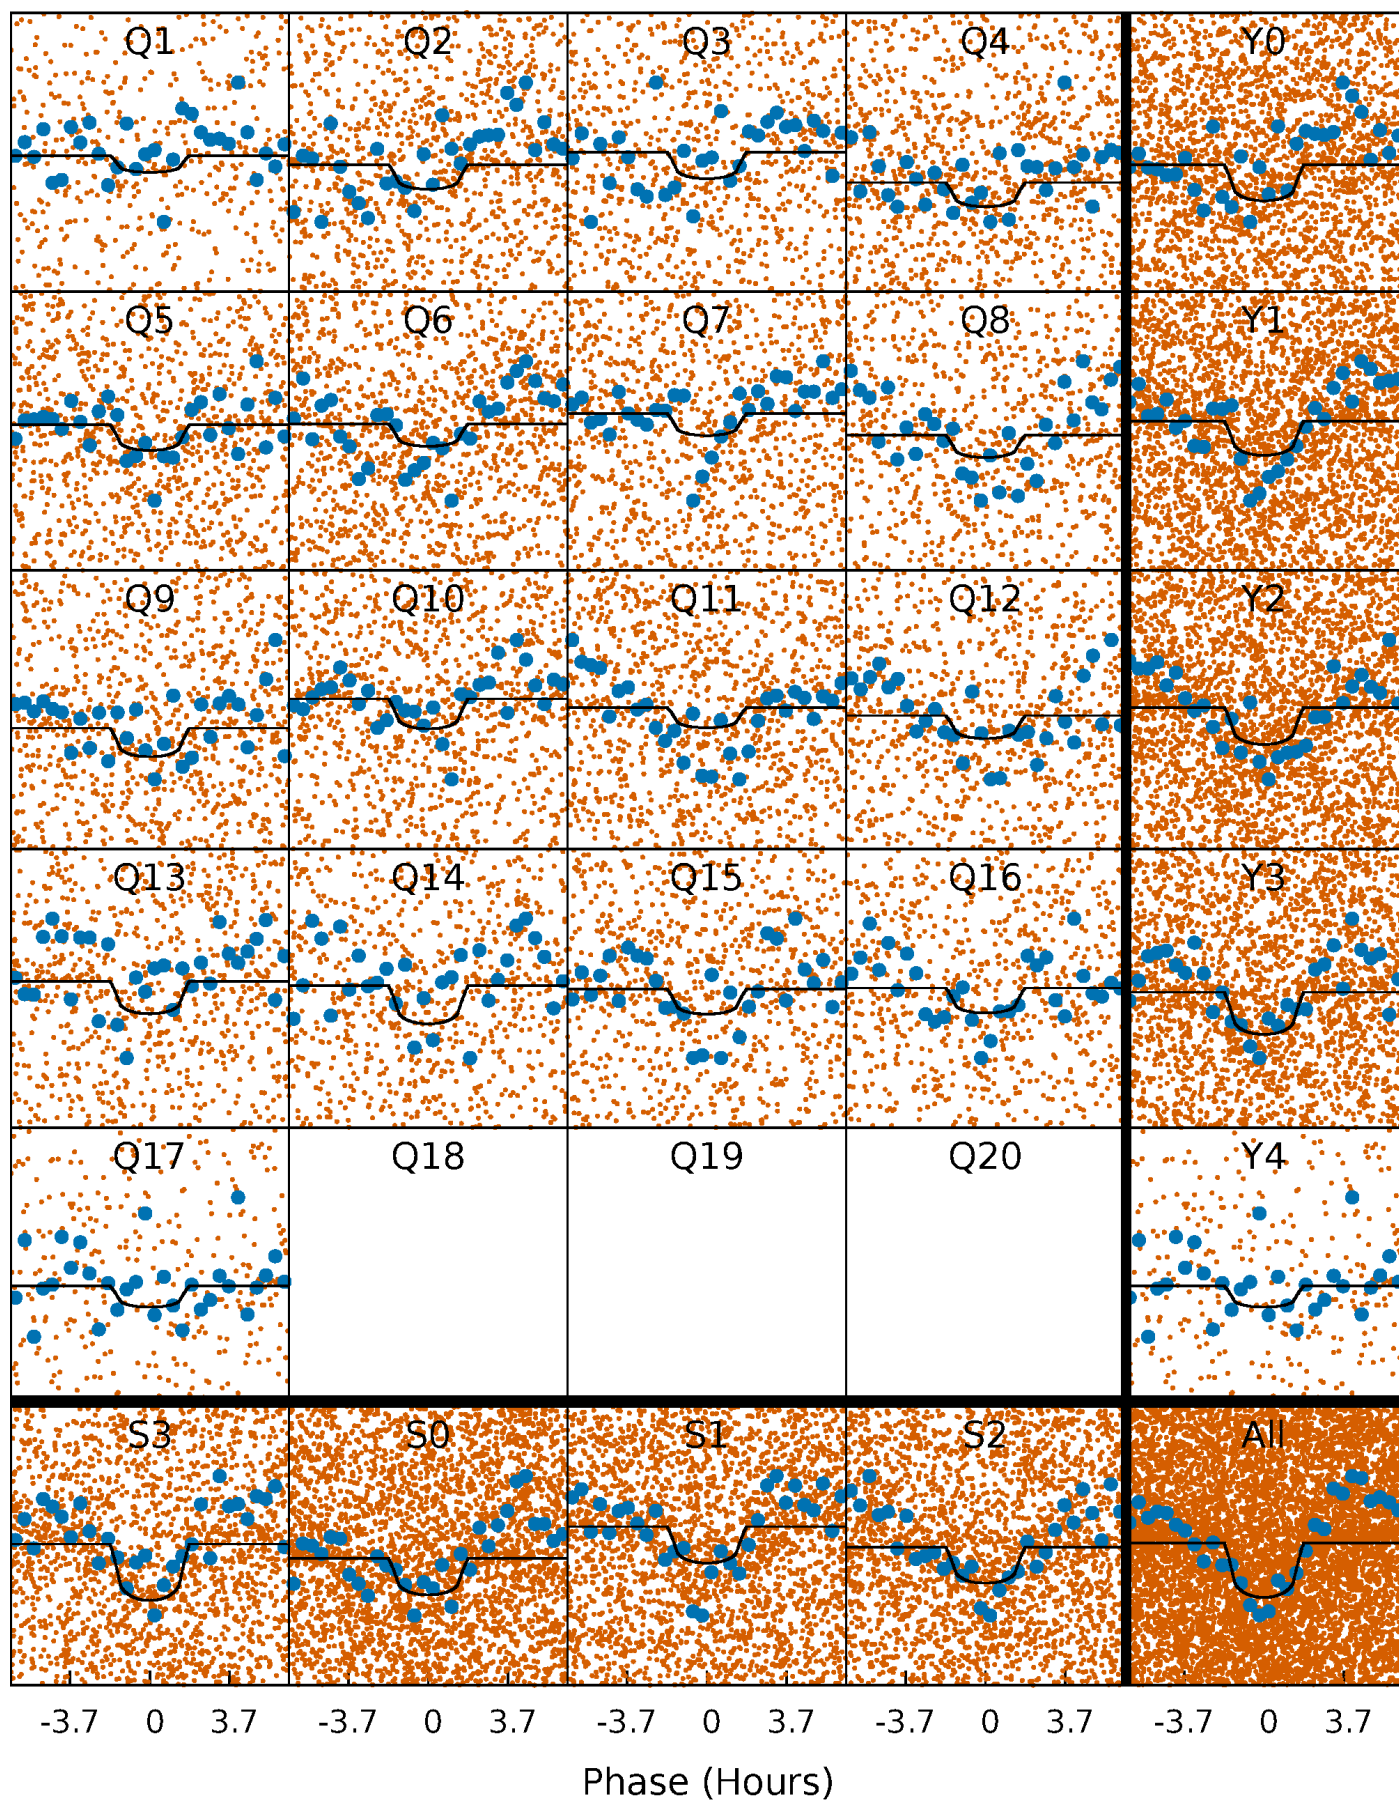 Q1 Q2 Q3 Q4 Y0
Q5 Q6 Q7 Q8 Y1
Q9 Q10 Q11 Q12 Y2
Q13 Q14 Q15 Q16 Y3
Q17 Q18 Q19 Q20 Y4
S3 S0 S1 S2 All
-3.7 0 3.7 -3.7 0 3.7 -3.7 0 3.7 -3.7 0 3.7 -3.7 0 3.7
Phase (Hours)